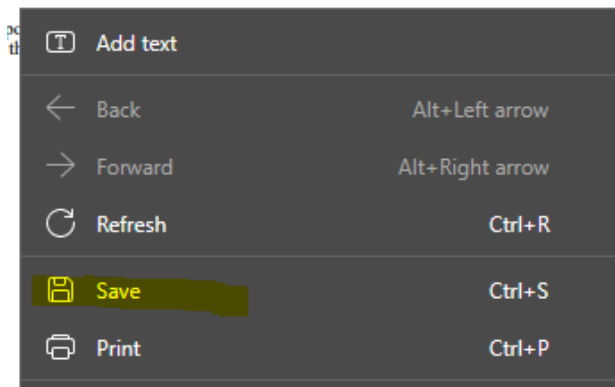 Add text
Back Alt+Left arrow
Forward Alt+Right arrow
Refresh Ctrl+R
Save Ctrl+S
Print Ctrl+P